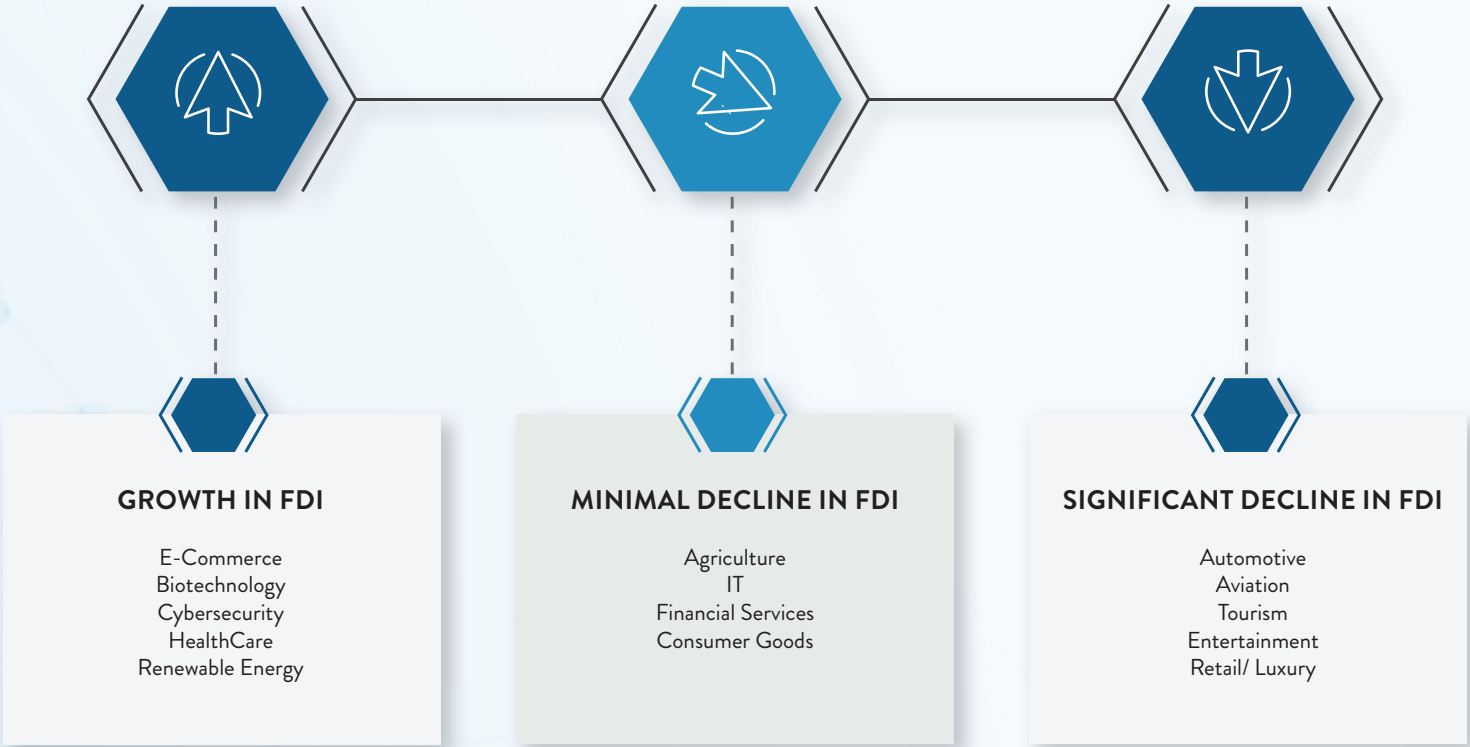 GROWTH IN FDI
E-Commerce
Biotechnology
Cybersecurity
HealthCare
Renewable Energy
MINIMAL DECLINE IN FDI
Agriculture
IT
Financial Services
Consumer Goods
SIGNIFICANT DECLINE IN FDI
Automotive
Aviation
Tourism
Entertainment
Retail/ Luxury